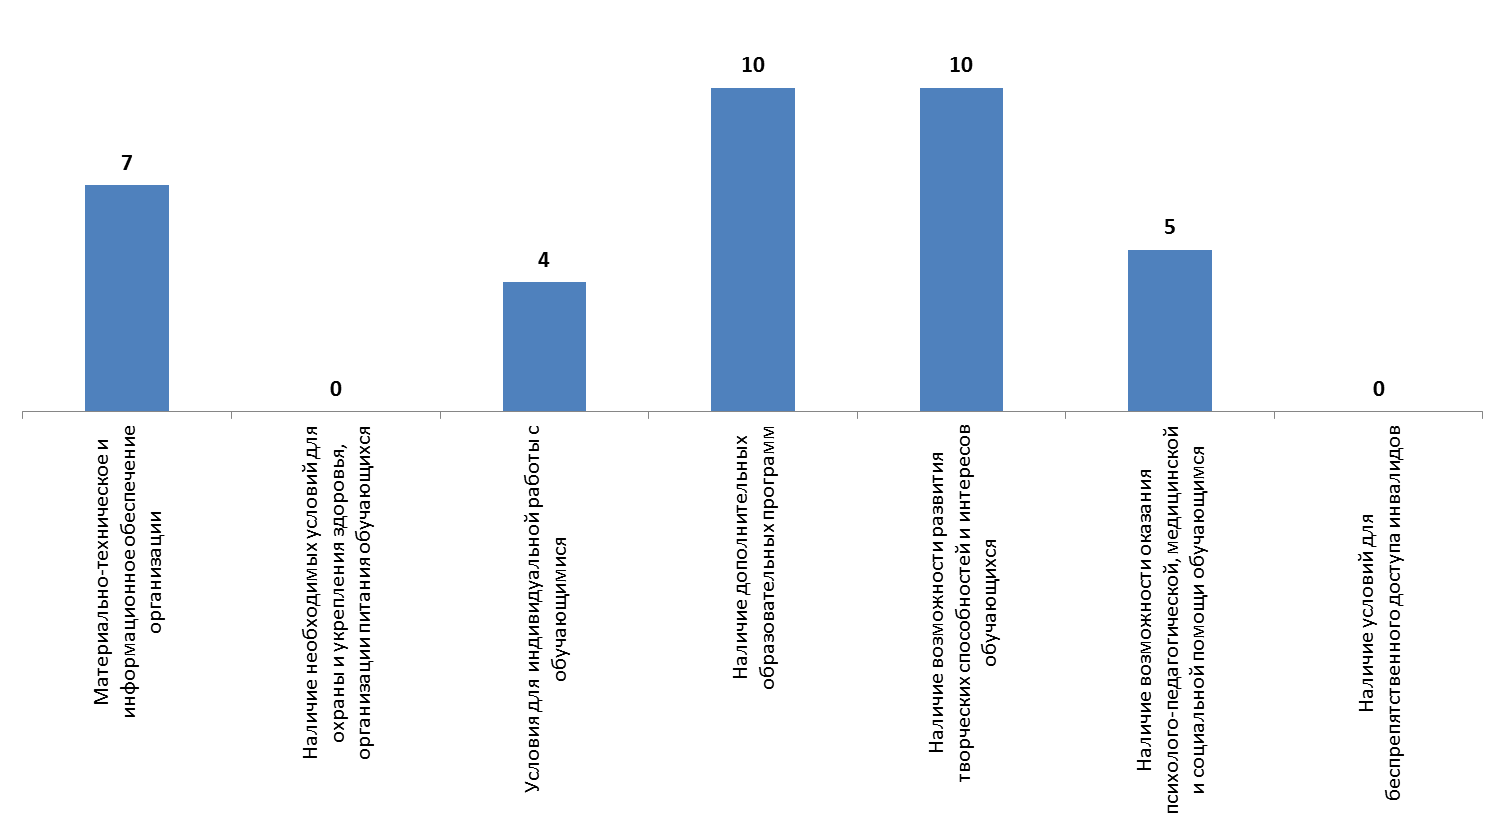 7
0
4
10
10
5
0
Материально-техническое и
информационное обеспечение
организации
Наличие необходимых условий для
охраны и укрепления здоровья,
организации питания обучающихся
Условия для индивидуальной работы с
обучающимися
Наличие дополнительных
образовательных программ
Наличие возможности развития
творческих способностей и интересов
обучающихся
Наличие возможности оказания
психолого-педагогической, медицинской
и социальной помощи обучающимся
Наличие условий для
беспрепятственного доступа инвалидов